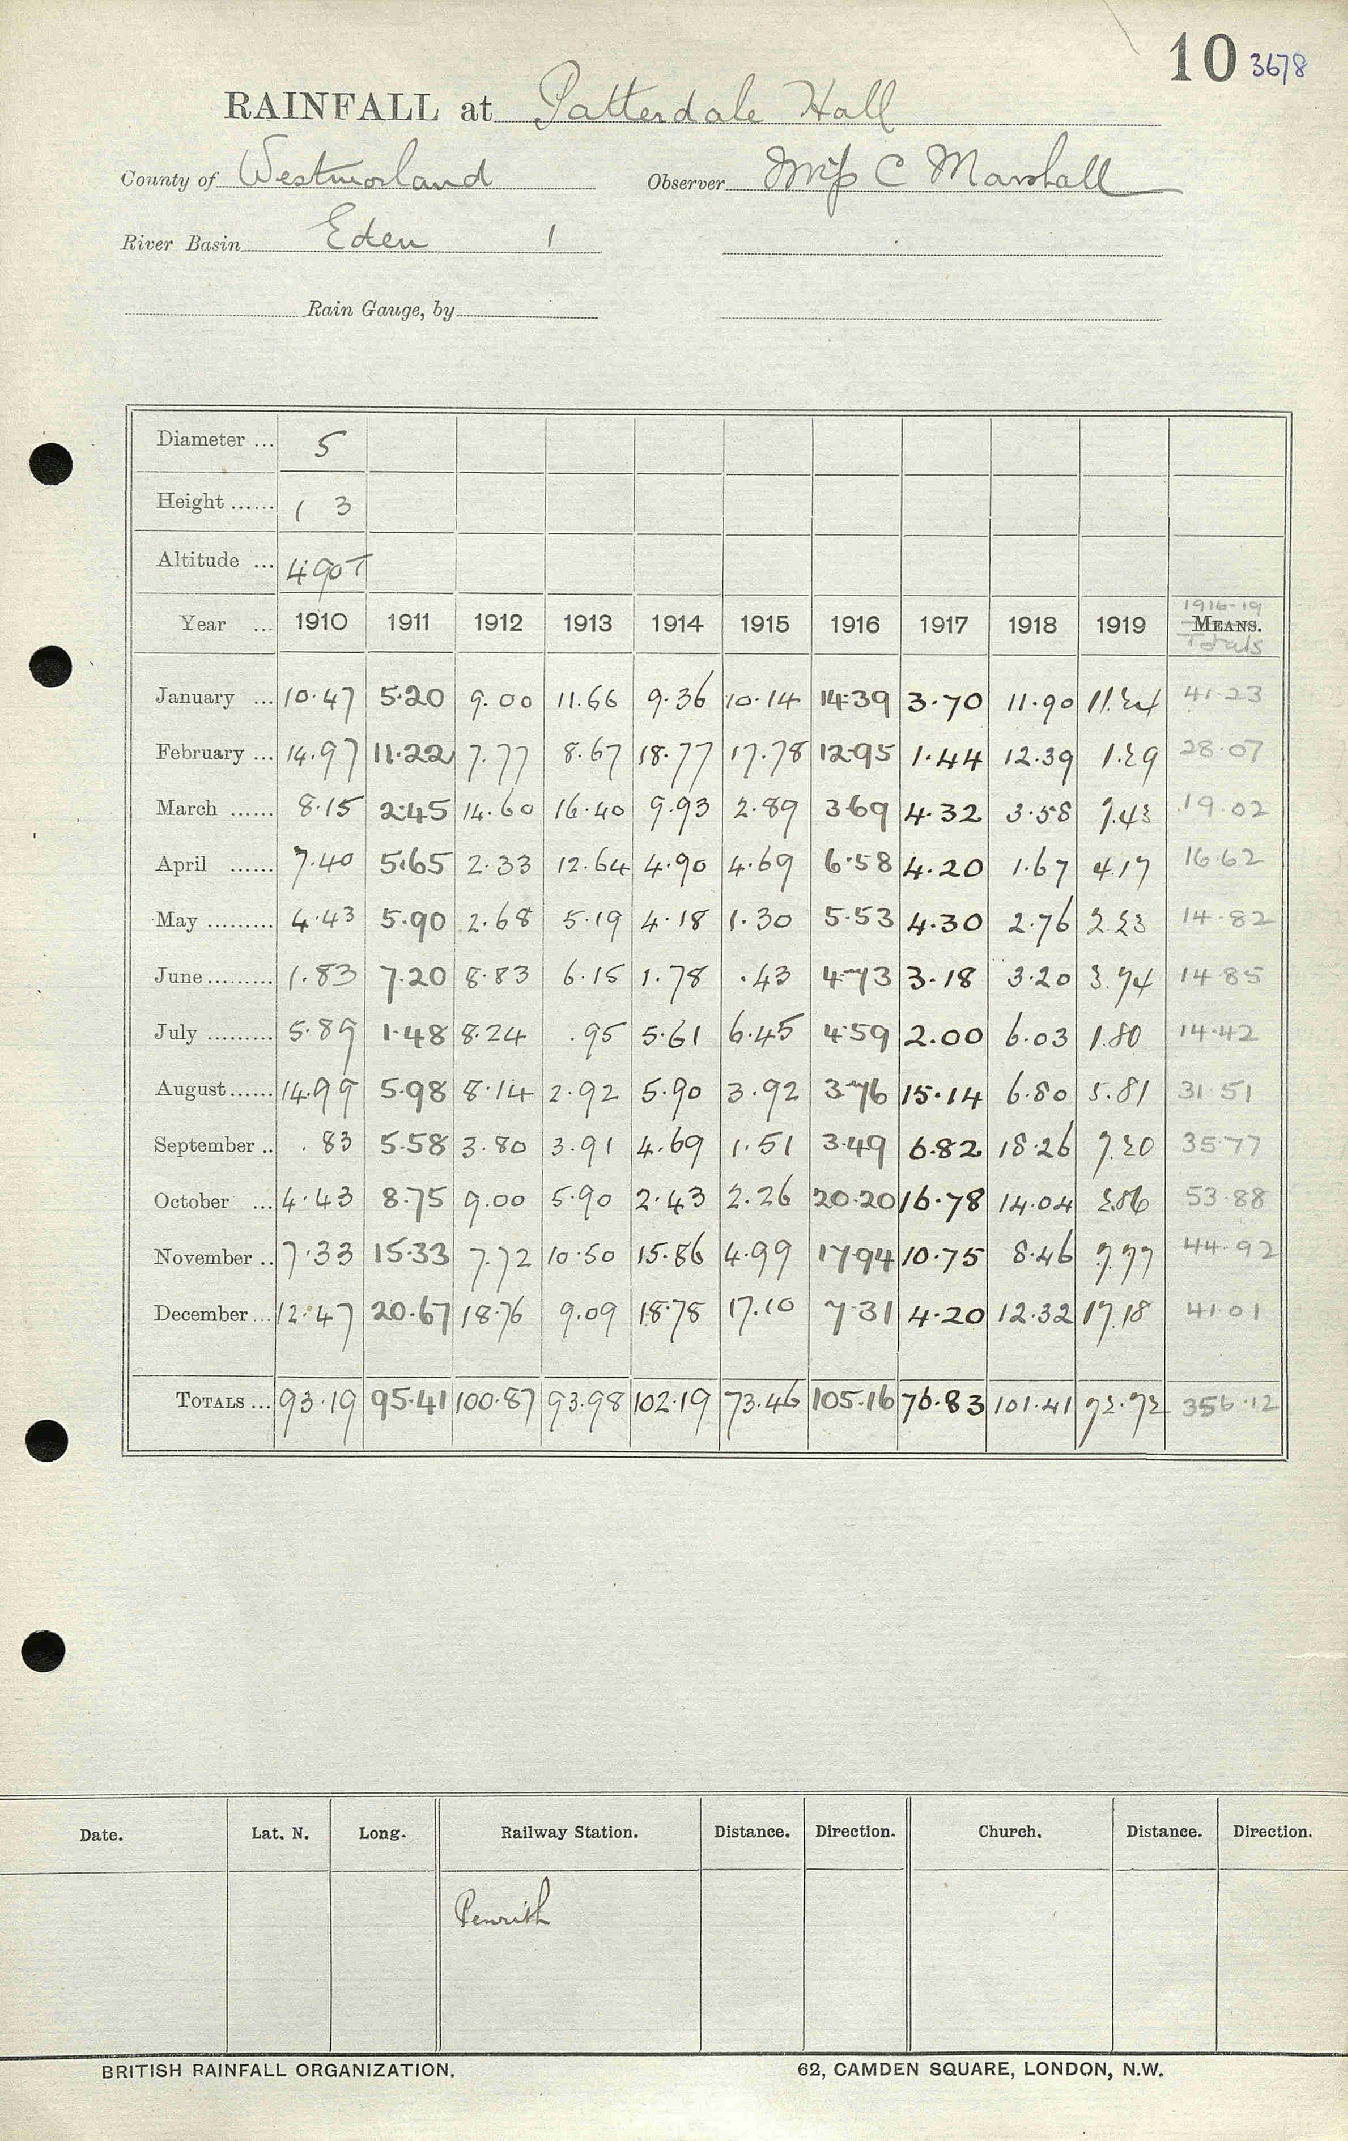 10 3678
RAINFALL at Patterdale Hall
County of Westmorland Observer Miss C Marshall
River Basin Eden 1
Rain Gauge, by
Diameter ... 5
Height ...... 1 3
Altitude ... 490T
1916-19
Year ... 1910 1911 1912 1913 1914 1915 1916 1917 1918 1919 MEANS.
Totals
January ... 10.47 5.20 9.00 11.66 9.36 10.14 14.39 3.70 11.90 11.24 41.23
February ... 14.97 11.22 7.77 8.67 18.77 17.78 12.95 1.44 12.39 1.29 28.07
March ...... 8.15 2.45 14.60 16.40 9.93 2.89 3.69 4.32 3.58 7.43 19.02
April ...... 7.40 5.65 2.33 12.64 4.90 4.69 6.58 4.20 1.67 4.17 16.62
May ......... 4.43 5.90 2.68 5.19 4.18 1.30 5.53 4.30 2.76 2.23 14.82
June ......... 1.83 7.20 8.83 6.15 1.78 .43 4.73 3.18 3.20 3.74 14.85
July ......... 5.89 1.48 8.24 .95 5.61 6.45 4.59 2.00 6.03 1.80 14.42
August ...... 14.99 5.98 8.14 2.92 5.90 3.92 3.76 15.14 6.80 5.81 31.51
September .. .83 5.58 3.80 3.91 4.69 1.51 3.49 6.82 18.26 7.20 35.77
October ... 4.43 8.75 9.00 5.90 2.43 2.26 20.20 16.78 14.04 2.86 53.88
November .. 7.33 15.33 7.72 10.50 15.86 4.99 17.94 10.75 8.46 7.77 44.92
December ... 12.47 20.67 18.76 9.09 18.78 17.10 7.31 4.20 12.32 17.18 41.01
TOTALS ... 93.19 95.41 100.87 93.98 102.19 73.46 105.16 76.83 101.41 72.72 356.12
Date. Lat. N. Long. Railway Station. Distance. Direction. Church. Distance. Direction.
Penrith
BRITISH RAINFALL ORGANIZATION. 62, CAMDEN SQUARE, LONDON, N.W.